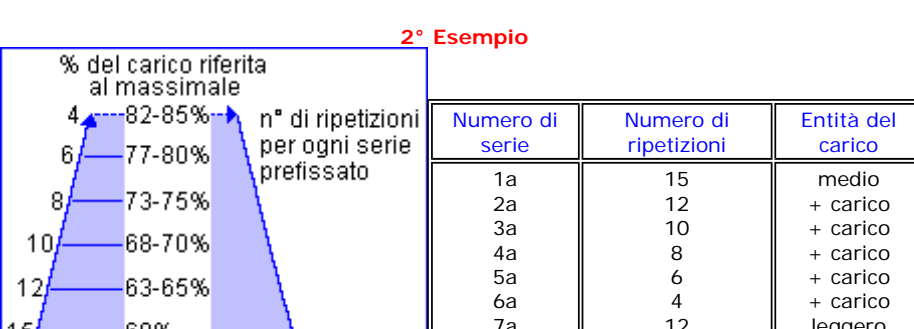 2° Esempio
% del carico riferita
al massimale
4 82-85%
6 77-80%
8 73-75%
10 68-70%
12 63-65%
15 60%
n° di ripetizioni
per ogni serie
prefissato
Numero di serie Numero di ripetizioni Entità del carico
1a 15 medio
2a 12 + carico
3a 10 + carico
4a 8 + carico
5a 6 + carico
6a 4 + carico
7a 12 leggero